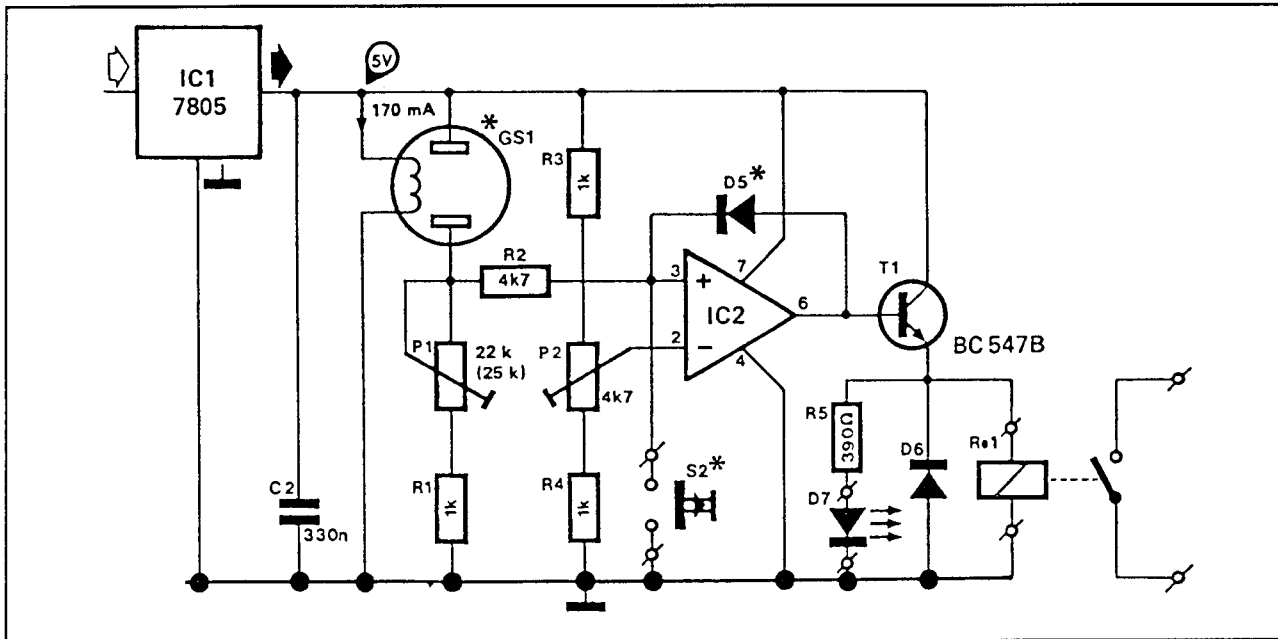 IC1
7805
5V
170 mA
*
GS1
R3
1k
D5*
R2
4k7
3
+
7
IC2
6
2
−
4
T1
BC547B
P1
22 k
(25 k)
P2
4k7
R5
390Ω
D6
Re1
S2*
D7
C2
330n
R1
1k
R4
1k